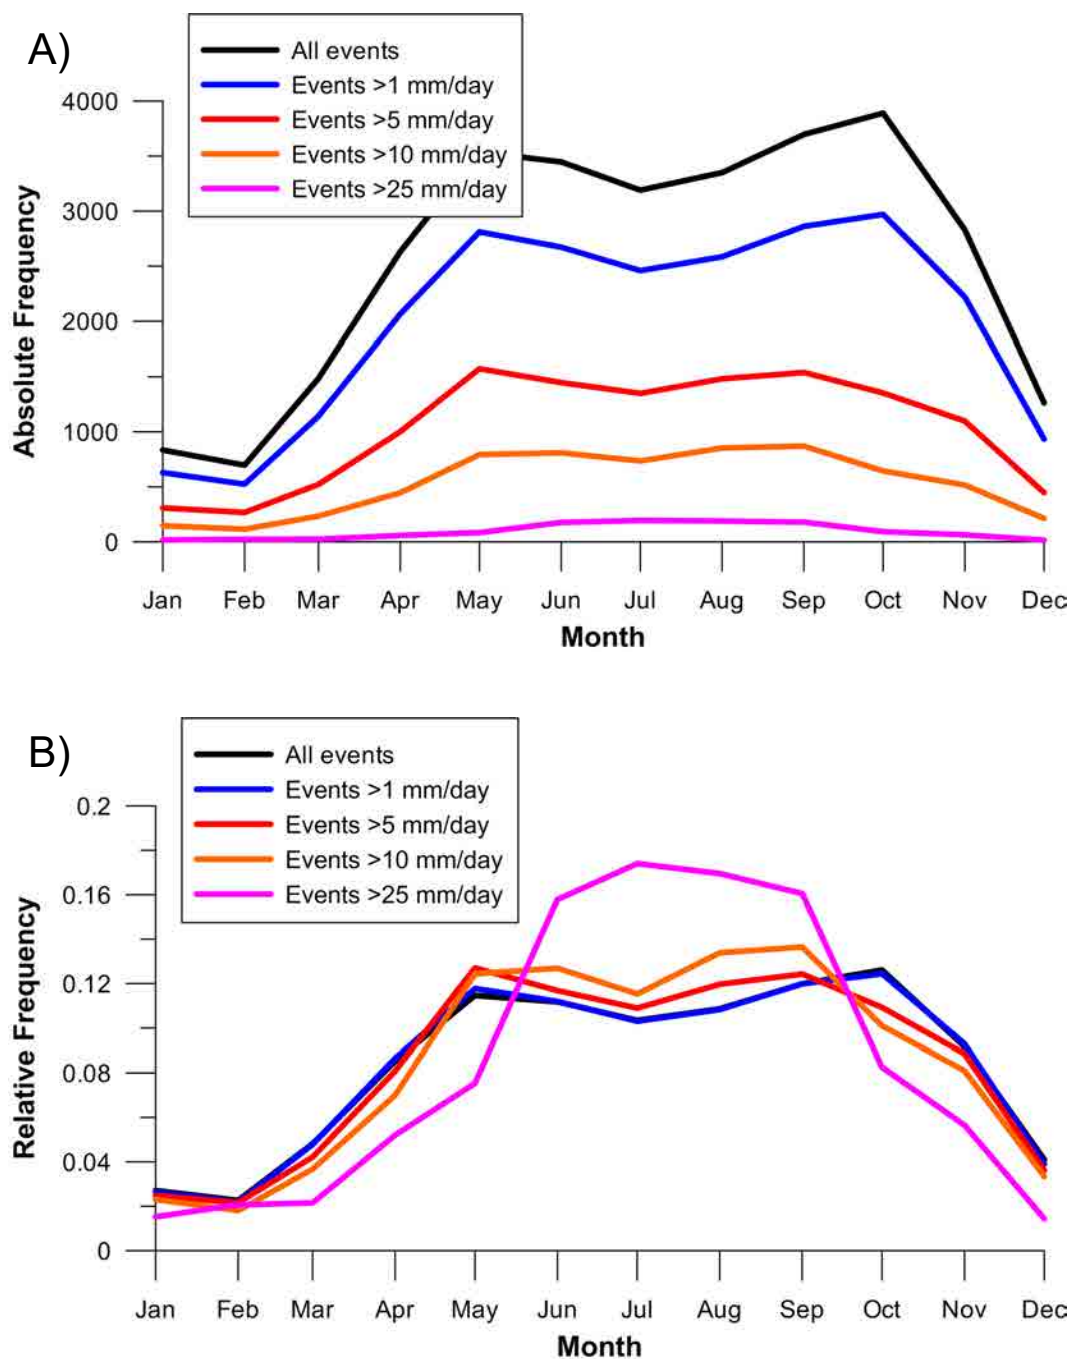 A)
All events
Events >1 mm/day
Events >5 mm/day
Events >10 mm/day
Events >25 mm/day
4000
3000
2000
1000
0
Absolute Frequency
Jan Feb Mar Apr May Jun Jul Aug Sep Oct Nov Dec
Month
B)
All events
Events >1 mm/day
Events >5 mm/day
Events >10 mm/day
Events >25 mm/day
0.2
0.16
0.12
0.08
0.04
0
Relative Frequency
Jan Feb Mar Apr May Jun Jul Aug Sep Oct Nov Dec
Month